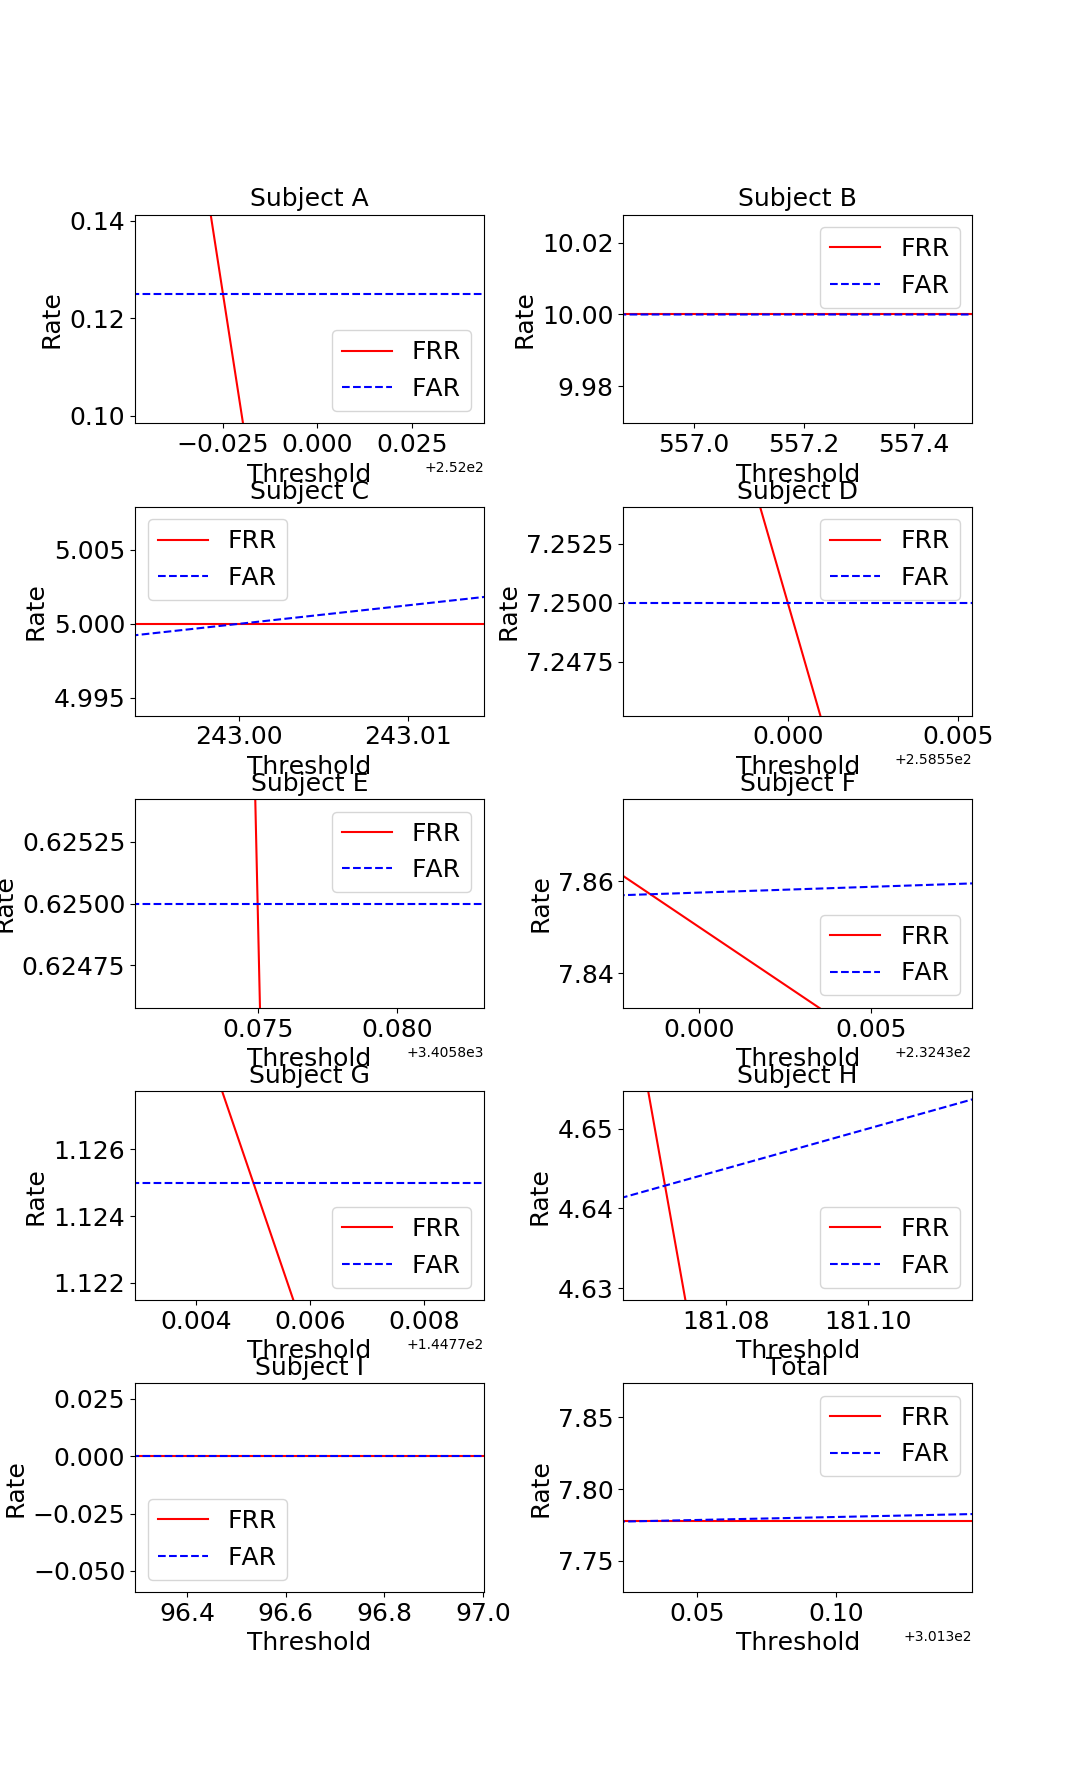 Subject A
0.14
0.12
0.10
Rate
FRR
FAR
−0.025 0.000 0.025
+2.52e2
Threshold
Subject B
10.02
10.00
9.98
Rate
FRR
FAR
557.0 557.2 557.4
Threshold
Subject C
5.005
5.000
4.995
Rate
FRR
FAR
243.00 243.01
Threshold
Subject D
7.2525
7.2500
7.2475
Rate
FRR
FAR
0.000 0.005
+2.5855e2
Threshold
Subject E
0.62525
0.62500
0.62475
Rate
FRR
FAR
0.075 0.080
+3.4058e3
Threshold
Subject F
7.86
7.84
Rate
FRR
FAR
0.000 0.005
+2.3243e2
Threshold
Subject G
1.126
1.124
1.122
Rate
FRR
FAR
0.004 0.006 0.008
+1.4477e2
Threshold
Subject H
4.65
4.64
4.63
Rate
FRR
FAR
181.08 181.10
Threshold
Subject I
0.025
0.000
−0.025
−0.050
Rate
FRR
FAR
96.4 96.6 96.8 97.0
Threshold
Total
7.85
7.80
7.75
Rate
FRR
FAR
0.05 0.10
+3.013e2
Threshold